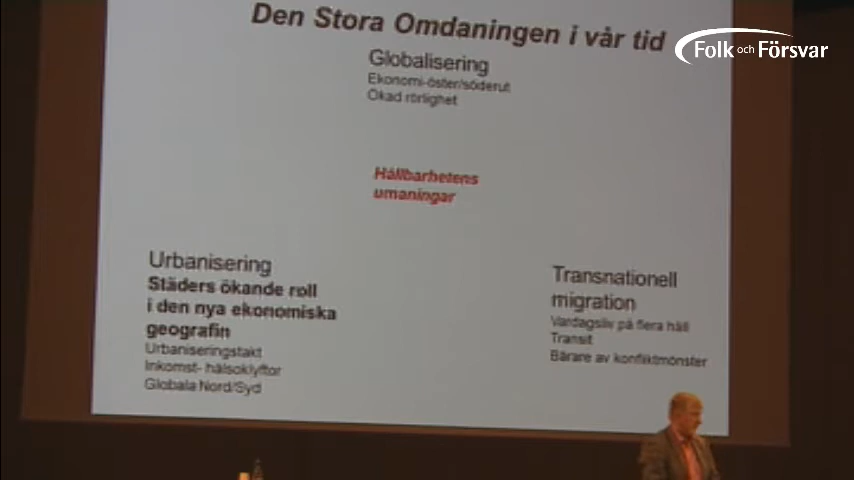 Den Stora Omdaningen i vår tid
Folk och Försvar
Globalisering
Ekonomi-öster/söderut
Ökad rörlighet
Hållbarhetens
umaningar
Urbanisering
Städers ökande roll
i den nya ekonomiska
geografin
Urbaniseringstakt
Inkomst- hälsoklyftor
Globala Nord/Syd
Transnationell
migration
Vardagsliv på flera håll
Transit
Bärare av konfliktmönster